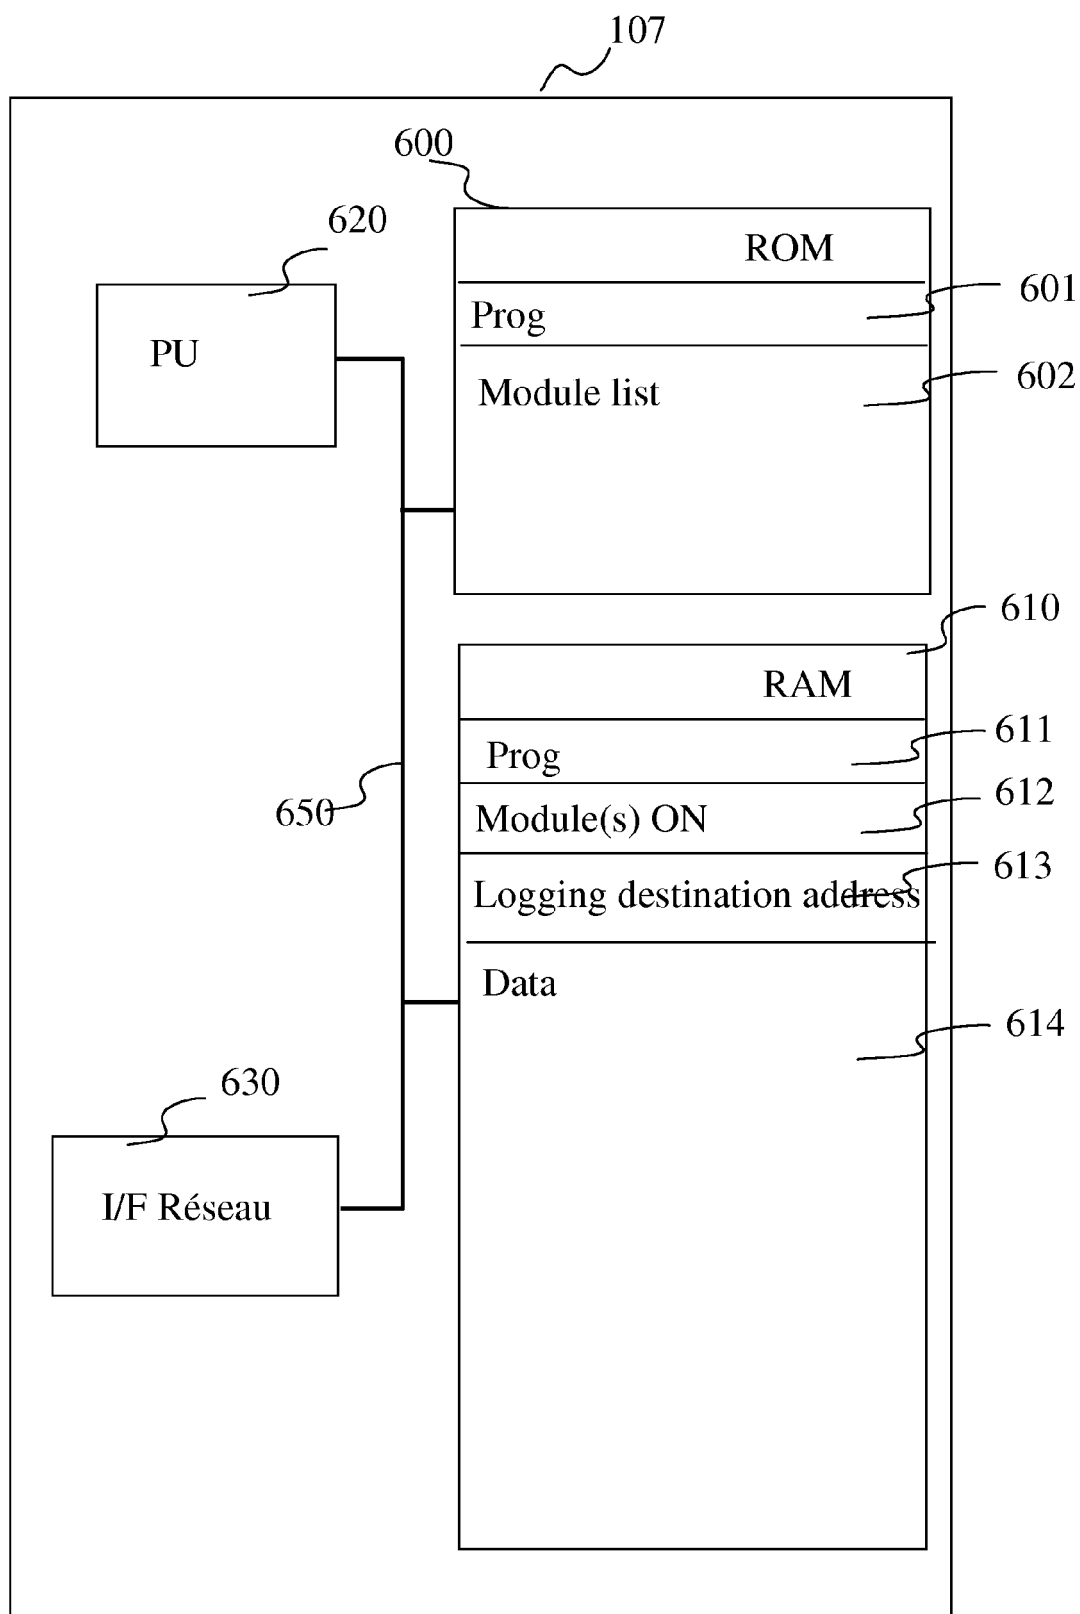 107
600
620
ROM
601
Prog
PU
602
Module list
610
RAM
611
Prog
612
650
Module(s) ON
613
Logging destination address
Data
614
630
I/F Réseau